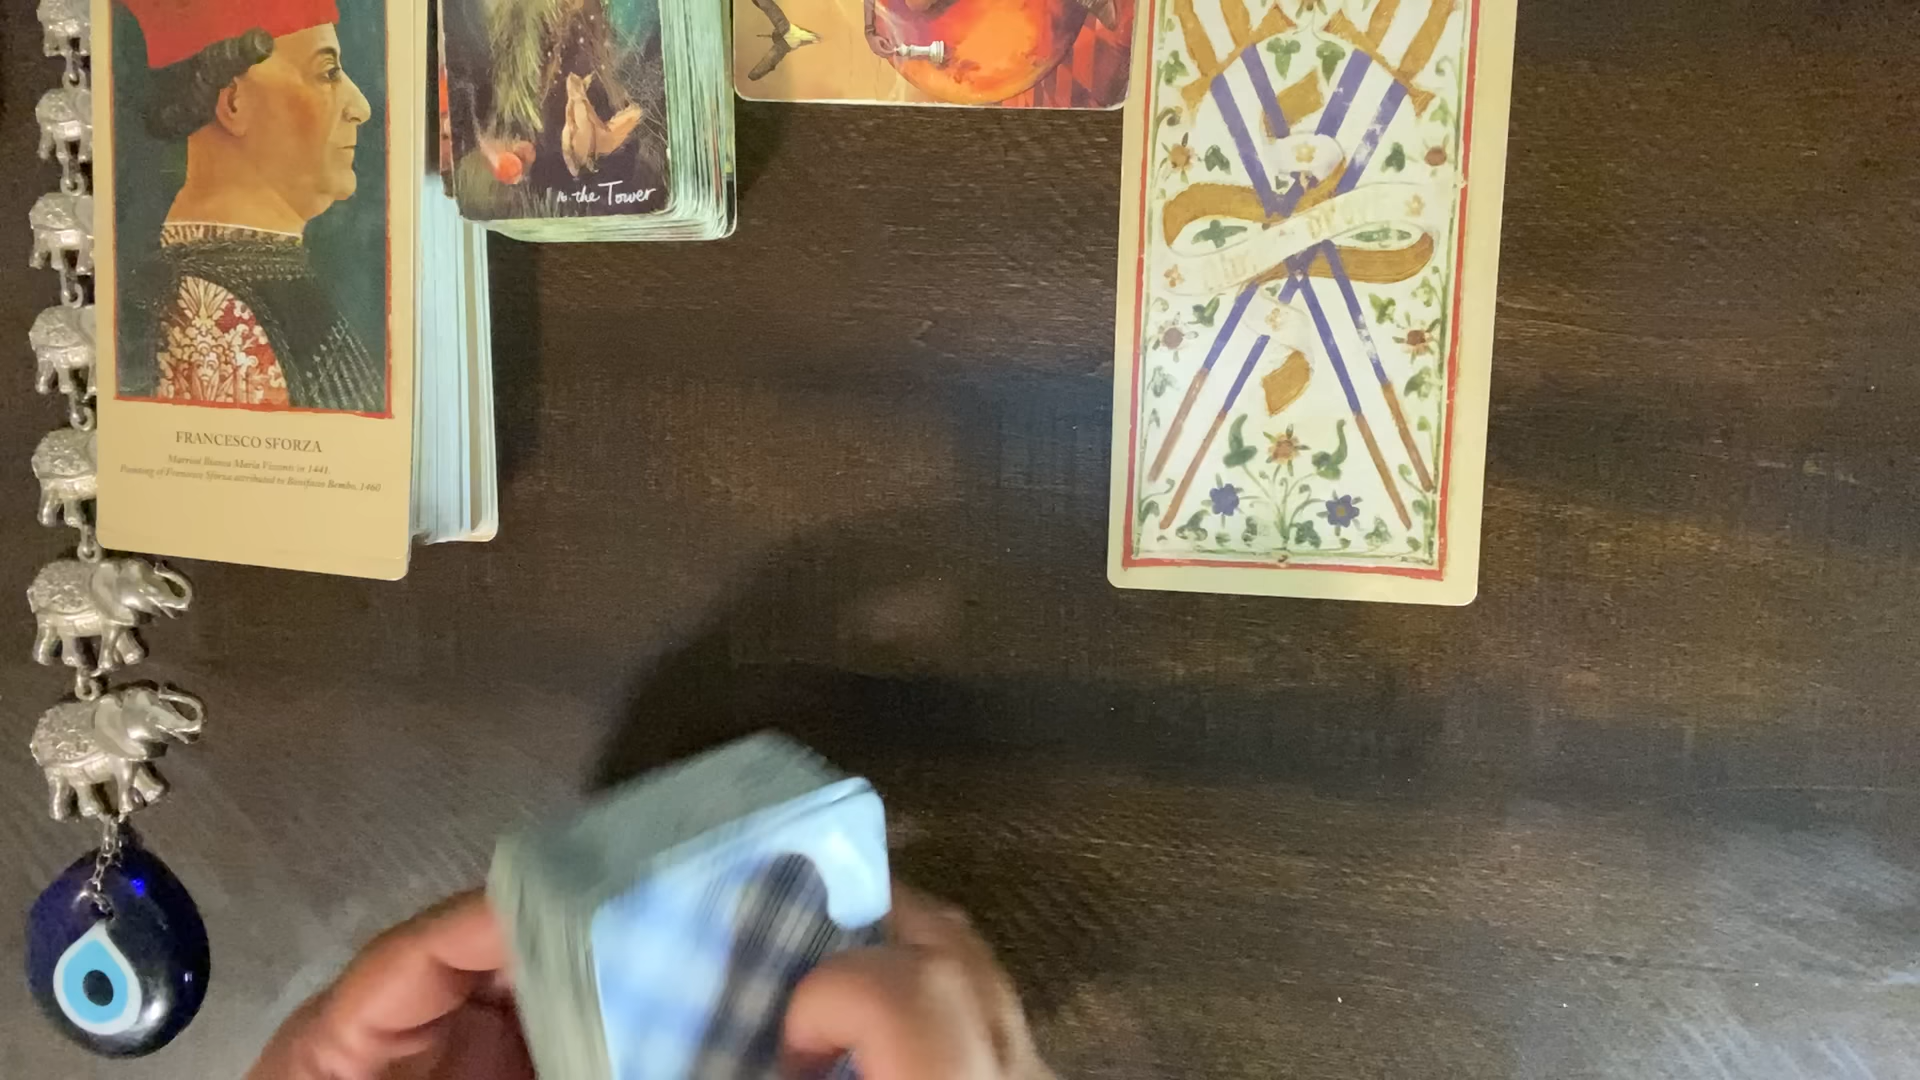 FRANCESCO SFORZA
Married Bianca Maria Visconti in 1441.
Painting of Francesco Sforza attributed to Bonifacio Bembo, 1460
16. the Tower